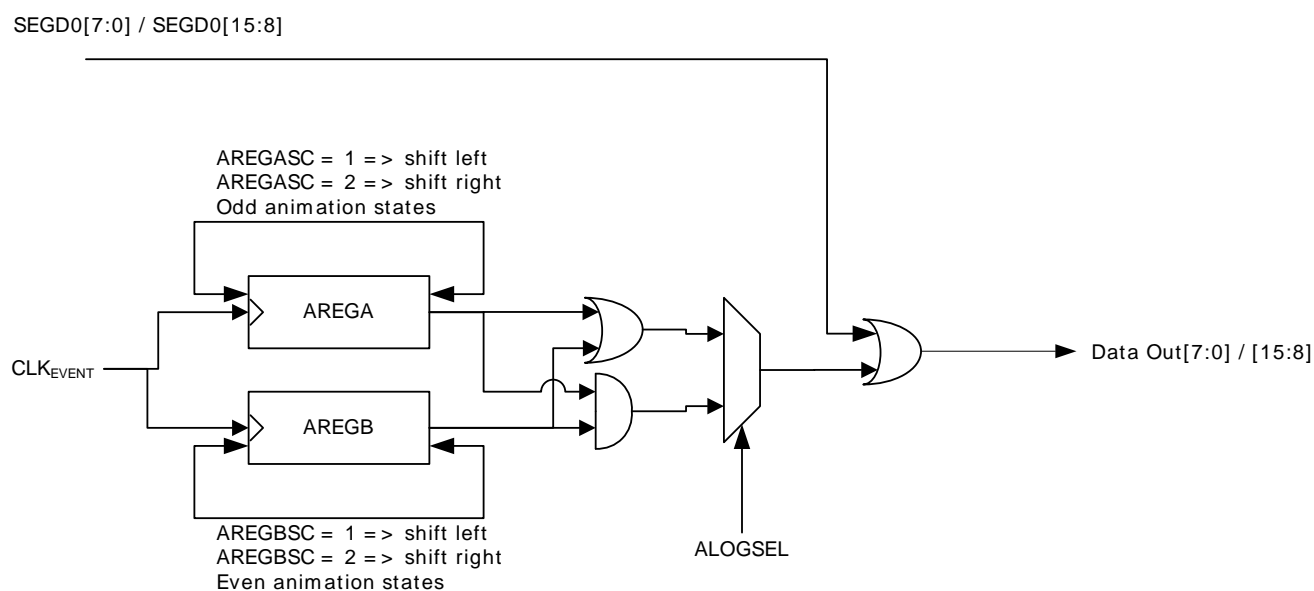 SEGD0[7:0] / SEGD0[15:8]
AREGASC = 1 => shift left
AREGASC = 2 => shift right
Odd animation states
AREGA
CLKEVENT
AREGB
AREGBSC = 1 => shift left
AREGBSC = 2 => shift right
Even animation states
ALOGSEL
Data Out[7:0] / [15:8]